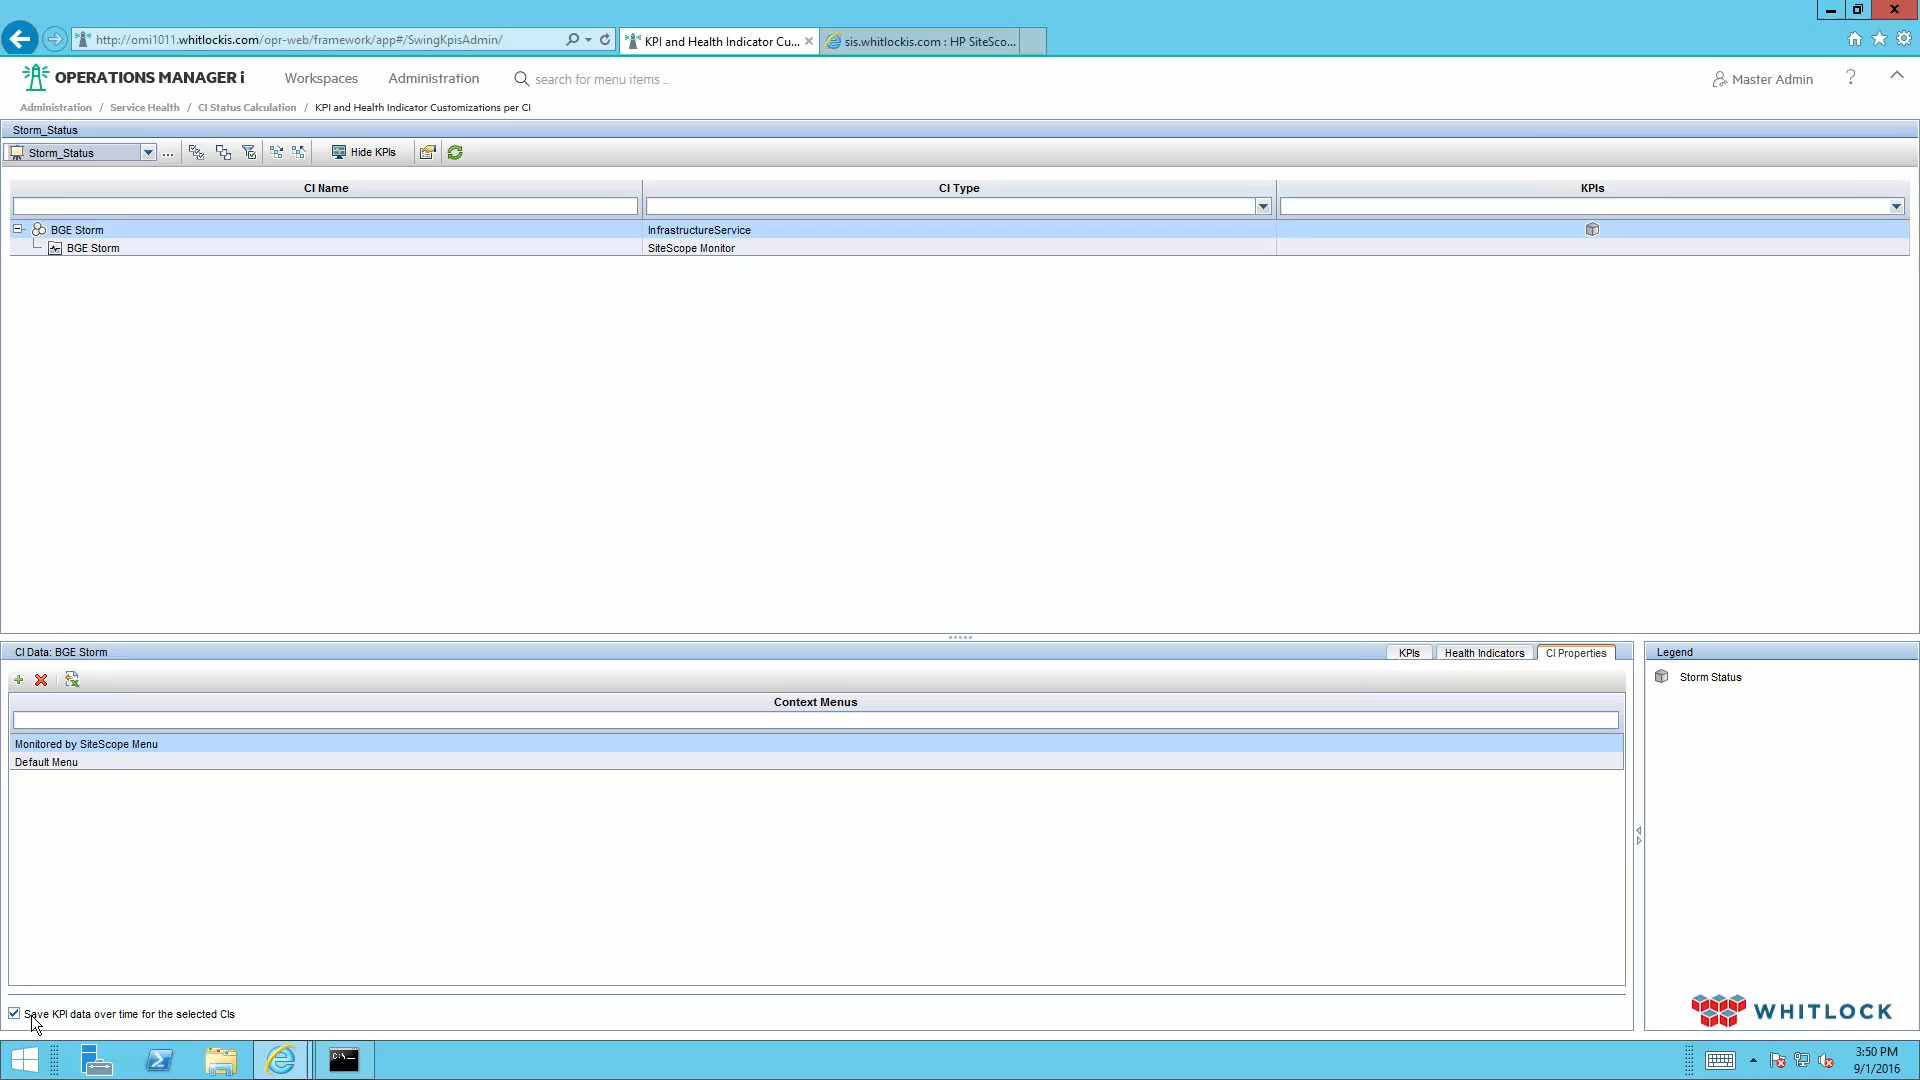 http://omi1011.whitlockis.com/opr-web/framework/app#/SwingKpisAdmin/
KPI and Health Indicator Cu...
sis.whitlockis.com : HP SiteSco...
OPERATIONS MANAGER i
Workspaces
Administration
search for menu items ...
Master Admin
?
Administration / Service Health / CI Status Calculation / KPI and Health Indicator Customizations per CI
Storm_Status
Storm_Status
...
Hide KPIs
CI Name
CI Type
KPIs
BGE Storm
InfrastructureService
BGE Storm
SiteScope Monitor
CI Data: BGE Storm
KPIs
Health Indicators
CI Properties
Legend
Storm Status
Context Menus
Monitored by SiteScope Menu
Default Menu
Save KPI data over time for the selected CIs
WHITLOCK
C:\
3:50 PM
9/1/2016